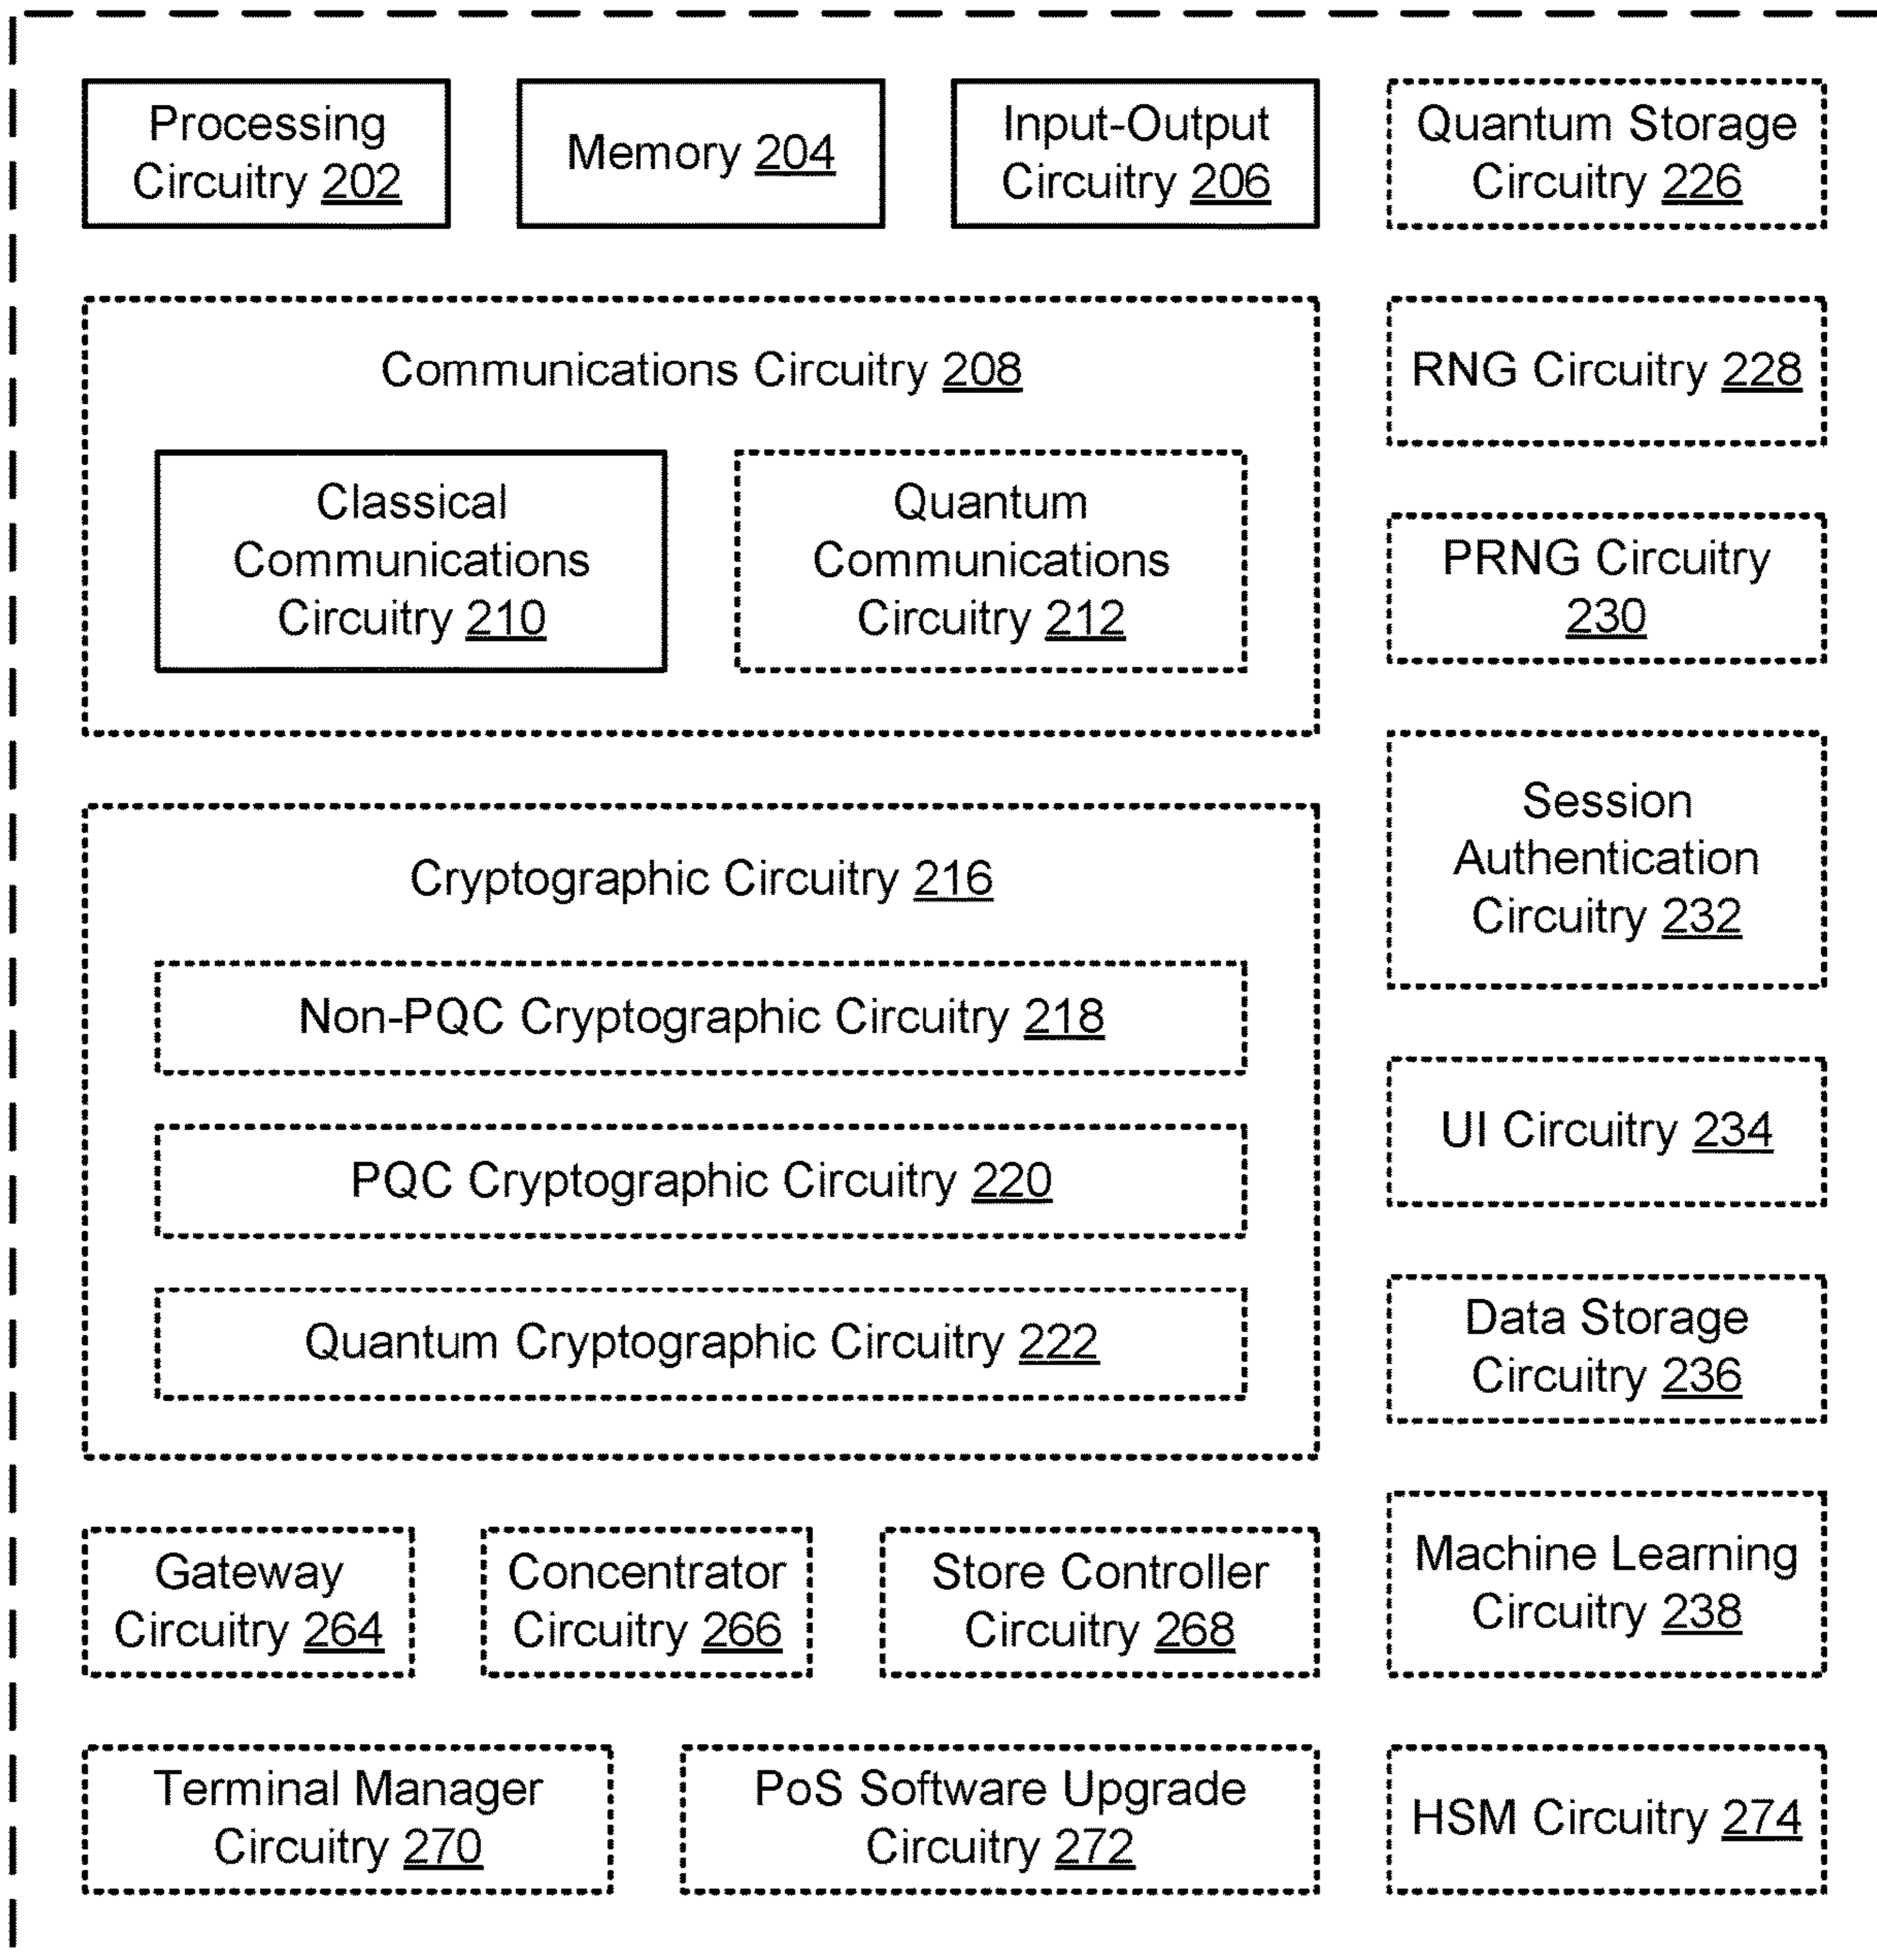 Processing
Circuitry 202
Memory 204
Input-Output
Circuitry 206
Quantum Storage
Circuitry 226
Communications Circuitry 208
Classical
Communications
Circuitry 210
Quantum
Communications
Circuitry 212
RNG Circuitry 228
PRNG Circuitry
230
Cryptographic Circuitry 216
Non-PQC Cryptographic Circuitry 218
PQC Cryptographic Circuitry 220
Quantum Cryptographic Circuitry 222
Session
Authentication
Circuitry 232
UI Circuitry 234
Data Storage
Circuitry 236
Gateway
Circuitry 264
Concentrator
Circuitry 266
Store Controller
Circuitry 268
Machine Learning
Circuitry 238
Terminal Manager
Circuitry 270
PoS Software Upgrade
Circuitry 272
HSM Circuitry 274